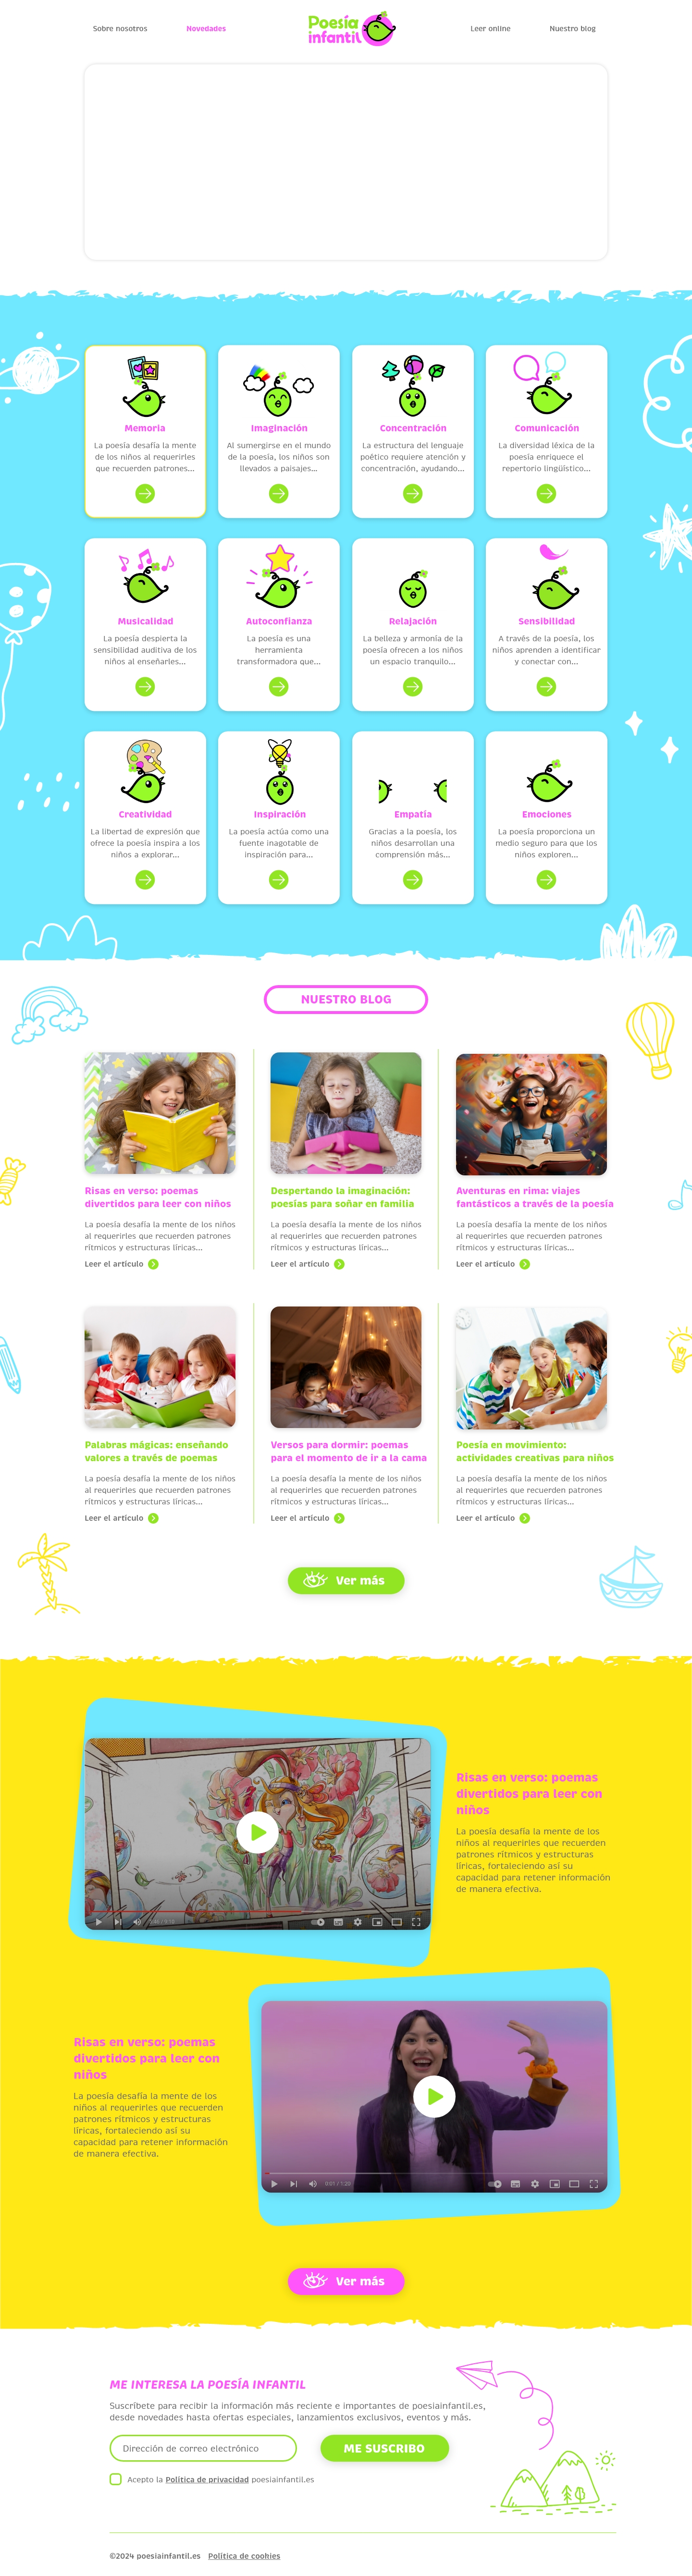 Sobre nosotros
Novedades
Poesía
infantil
Leer online
Nuestro blog
Memoria
La poesía desafía la mente
de los niños al requerirles
que recuerden patrones...
Imaginación
Al sumergirse en el mundo
de la poesía, los niños son
llevados a paisajes...
Concentración
La estructura del lenguaje
poético requiere atención y
concentración, ayudando...
Comunicación
La diversidad léxica de la
poesía enriquece el
repertorio lingüístico...
Musicalidad
La poesía despierta la
sensibilidad auditiva de los
niños al enseñarles...
Autoconfianza
La poesía es una
herramienta
transformadora que...
Relajación
La belleza y armonía de la
poesía ofrecen a los niños
un espacio tranquilo...
Sensibilidad
A través de la poesía, los
niños aprenden a identificar
y conectar con...
Creatividad
La libertad de expresión que
ofrece la poesía inspira a los
niños a explorar...
Inspiración
La poesía actúa como una
fuente inagotable de
inspiración para...
Empatía
Gracias a la poesía, los
niños desarrollan una
comprensión más...
Emociones
La poesía proporciona un
medio seguro para que los
niños exploren...
NUESTRO BLOG
Risas en verso: poemas
divertidos para leer con niños
La poesía desafía la mente de los niños
al requerirles que recuerden patrones
rítmicos y estructuras líricas...
Leer el artículo
Despertando la imaginación:
poesías para soñar en familia
La poesía desafía la mente de los niños
al requerirles que recuerden patrones
rítmicos y estructuras líricas...
Leer el artículo
Aventuras en rima: viajes
fantásticos a través de la poesía
La poesía desafía la mente de los niños
al requerirles que recuerden patrones
rítmicos y estructuras líricas...
Leer el artículo
Palabras mágicas: enseñando
valores a través de poemas
La poesía desafía la mente de los niños
al requerirles que recuerden patrones
rítmicos y estructuras líricas...
Leer el artículo
Versos para dormir: poemas
para el momento de ir a la cama
La poesía desafía la mente de los niños
al requerirles que recuerden patrones
rítmicos y estructuras líricas...
Leer el artículo
Poesía en movimiento:
actividades creativas para niños
La poesía desafía la mente de los niños
al requerirles que recuerden patrones
rítmicos y estructuras líricas...
Leer el artículo
Ver más
Risas en verso: poemas
divertidos para leer con
niños
La poesía desafía la mente de los
niños al requerirles que recuerden
patrones rítmicos y estructuras
líricas, fortaleciendo así su
capacidad para retener información
de manera efectiva.
Risas en verso: poemas
divertidos para leer con
niños
La poesía desafía la mente de los
niños al requerirles que recuerden
patrones rítmicos y estructuras
líricas, fortaleciendo así su
capacidad para retener información
de manera efectiva.
0:01 / 1:20
Ver más
ME INTERESA LA POESÍA INFANTIL
Suscríbete para recibir la información más reciente e importantes de poesiainfantil.es,
desde novedades hasta ofertas especiales, lanzamientos exclusivos, eventos y más.
Dirección de correo electrónico
ME SUSCRIBO
Acepto la Política de privacidad poesiainfantil.es
©2024 poesiainfantil.es Política de cookies